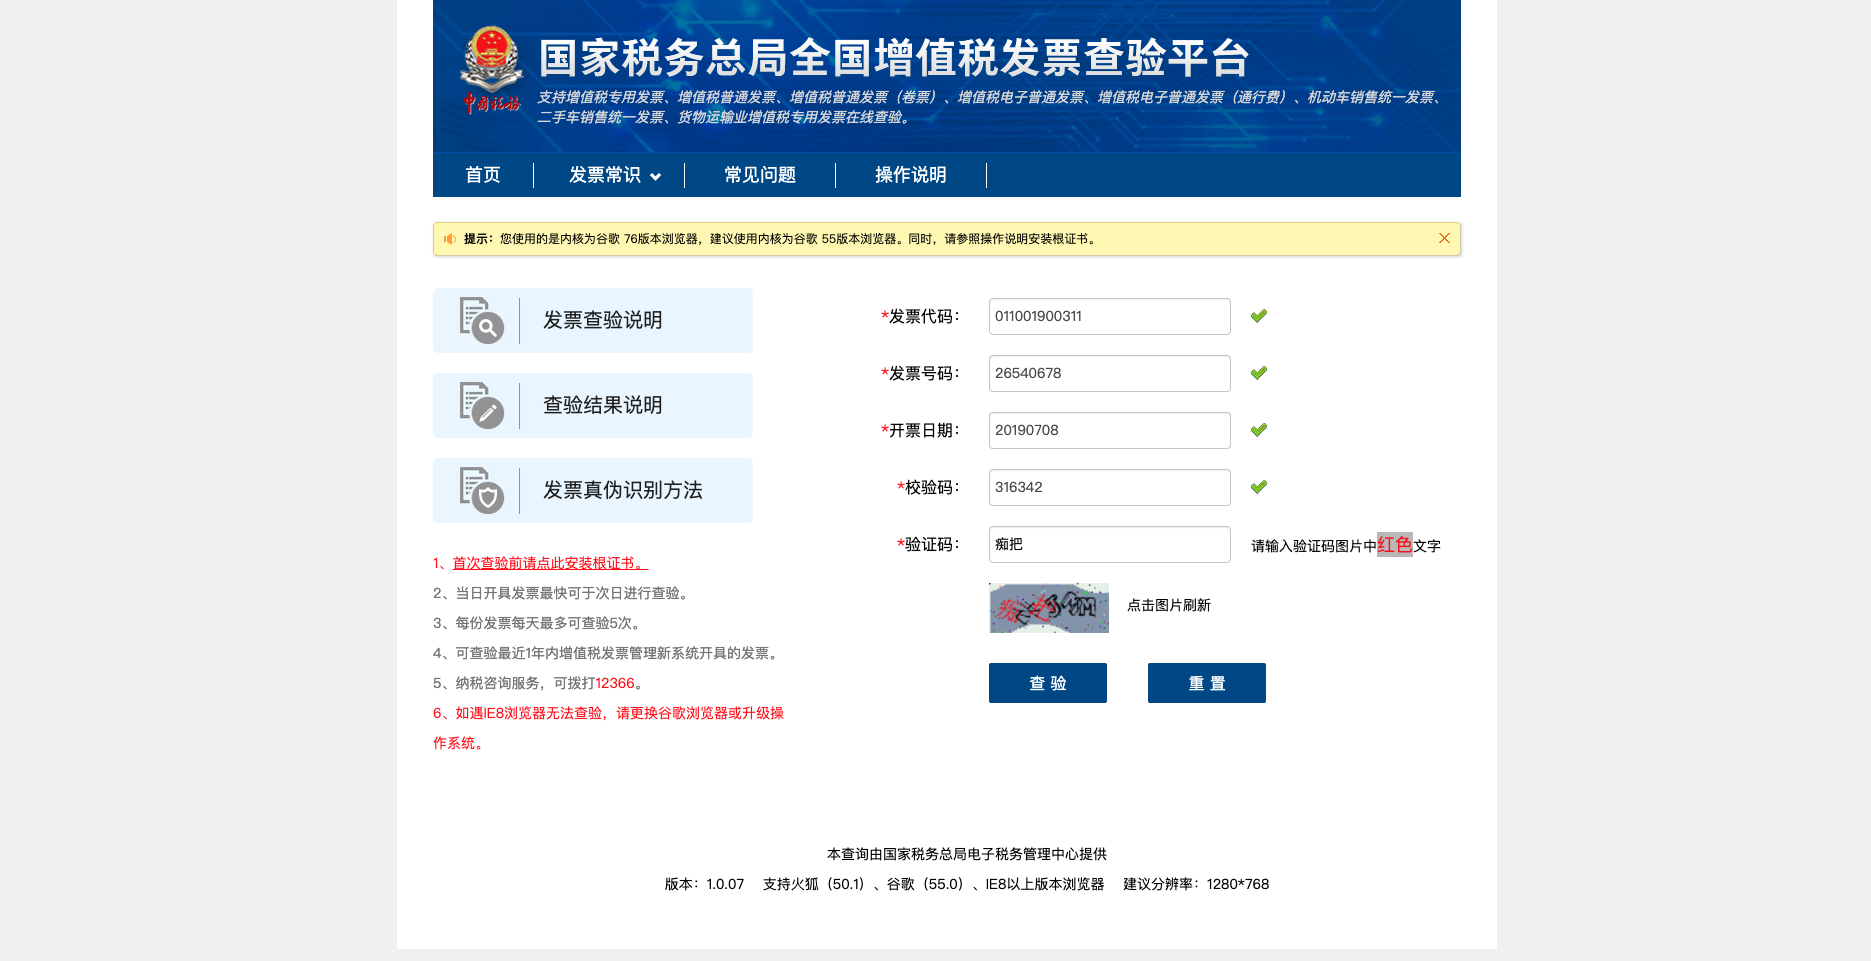 国家税务总局全国增值税发票查验平台
支持增值税专用发票、增值税普通发票、增值税普通发票（卷票）、增值税电子普通发票、增值税电子普通发票（通行费）、机动车销售统一发票、
二手车销售统一发票、货物运输业增值税专用发票在线查验。
中国税务
首页 发票常识 常见问题 操作说明
提示：您使用的是内核为谷歌 76版本浏览器，建议使用内核为谷歌 55版本浏览器。同时，请参照操作说明安装根证书。
发票查验说明
查验结果说明
发票真伪识别方法
1、首次查验前请点此安装根证书。
2、当日开具发票最快可于次日进行查验。
3、每份发票每天最多可查验5次。
4、可查验最近1年内增值税发票管理新系统开具的发票。
5、纳税咨询服务，可拨打12366。
6、如遇IE8浏览器无法查验，请更换谷歌浏览器或升级操
作系统。
*发票代码： 011001900311
*发票号码： 26540678
*开票日期： 20190708
*校验码： 316342
*验证码： 痴把 请输入验证码图片中红色文字
点击图片刷新
查 验 重 置
本查询由国家税务总局电子税务管理中心提供
版本：1.0.07 支持火狐（50.1）、谷歌（55.0）、IE8以上版本浏览器 建议分辨率：1280*768